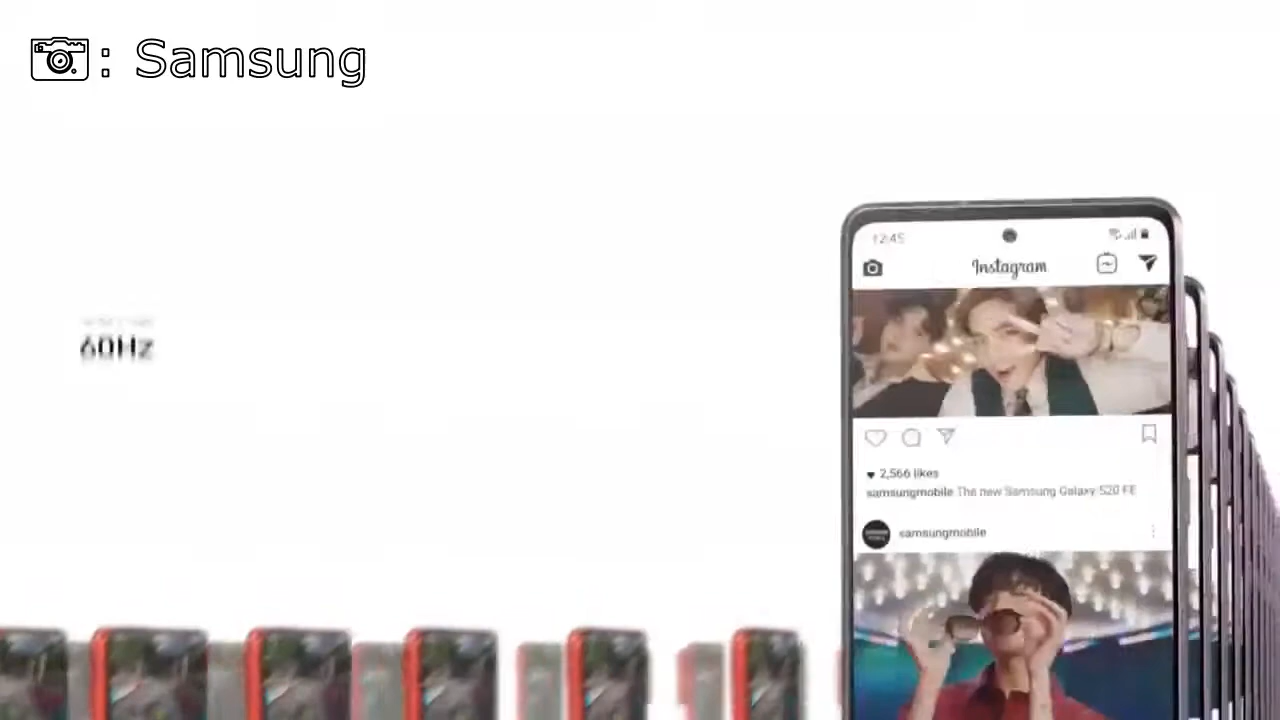 : Samsung
60Hz
12:45
Instagram
2,566 likes
samsungmobile The new Samsung Galaxy S20 FE
samsungmobile